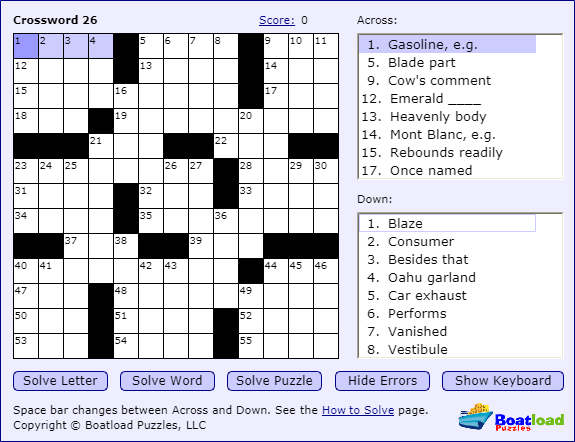 Crossword 26
Score: 0
1 2 3 4 5 6 7 8 9 10 11
12 13 14
15 16 17
18 19 20
21 22
23 24 25 26 27 28 29 30
31 32 33
34 35 36
37 38 39
40 41 42 43 44 45 46
47 48 49
50 51 52
53 54 55
Across:
1. Gasoline, e.g.
5. Blade part
9. Cow's comment
12. Emerald ____
13. Heavenly body
14. Mont Blanc, e.g.
15. Rebounds readily
17. Once named
Down:
1. Blaze
2. Consumer
3. Besides that
4. Oahu garland
5. Car exhaust
6. Performs
7. Vanished
8. Vestibule
Solve Letter Solve Word Solve Puzzle Hide Errors Show Keyboard
Space bar changes between Across and Down. See the How to Solve page.
Copyright © Boatload Puzzles, LLC
Boatload
Puzzles